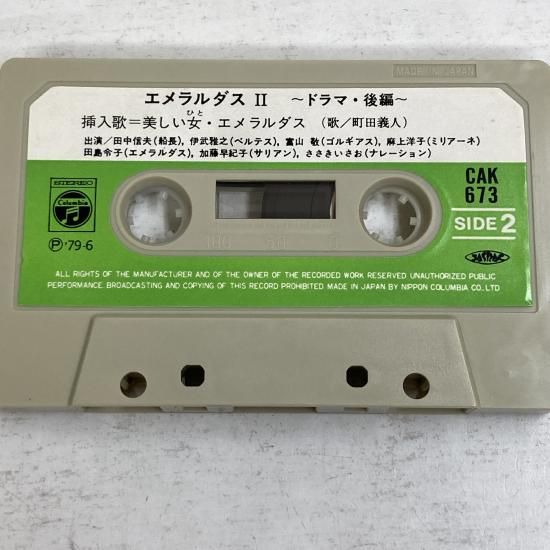 MADE IN JAPAN
エメラルダス II 〜ドラマ・後編〜
挿入歌=美しい女・エメラルダス (歌/町田義人)
ひと
出演/田中信夫(船長), 伊武雅之(ベルテス), 富山 敬(ゴルギアス), 麻上洋子(ミリアーネ)
田島令子(エメラルダス), 加藤早紀子(サリアン), ささきいさお(ナレーション)
STEREO
Columbia
CAK
673
SIDE 2
Ⓟ'79-6
100 50 0
ALL RIGHTS OF THE MANUFACTURER AND OF THE OWNER OF THE RECORDED WORK RESERVED UNAUTHORIZED PUBLIC
PERFORMANCE BROADCASTING AND COPYING OF THIS RECORD PROHIBITED MADE IN JAPAN BY NIPPON COLUMBIA CO., LTD